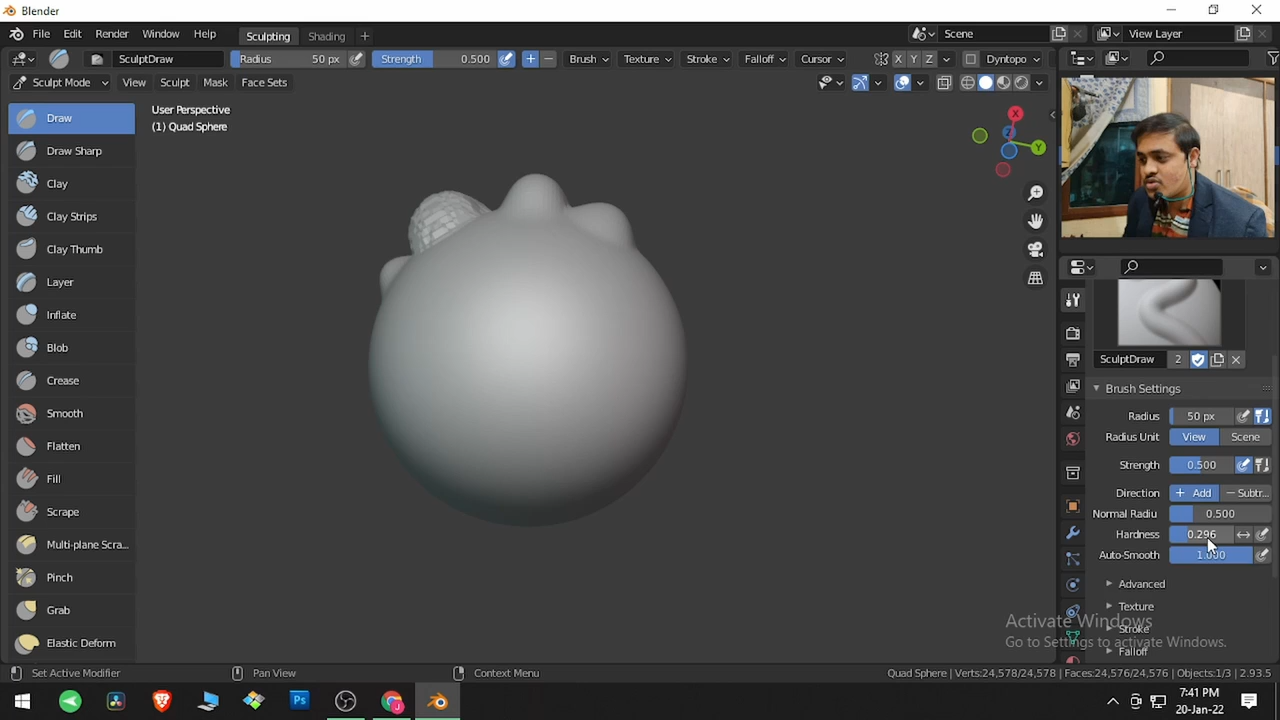 Blender
File Edit Render Window Help Sculpting Shading + Scene View Layer
SculptDraw Radius 50 px Strength 0.500 Brush Texture Stroke Falloff Cursor X Y Z Dyntopo
Sculpt Mode View Sculpt Mask Face Sets
User Perspective
(1) Quad Sphere
X
Y
Z
Draw
Draw Sharp
Clay
Clay Strips
Clay Thumb
Layer
Inflate
Blob
Crease
Smooth
Flatten
Fill
Scrape
Multi-plane Scra...
Pinch
Grab
Elastic Deform
SculptDraw 2
Brush Settings
Radius 50 px
Radius Unit View Scene
Strength 0.500
Direction + Add − Subtr...
Normal Radiu 0.500
Hardness 0.296
Auto-Smooth 1.000
Advanced
Texture
Stroke
Falloff
Activate Windows
Go to Settings to activate Windows.
Set Active Modifier Pan View Context Menu Quad Sphere | Verts:24,578/24,578 | Faces:24,576/24,576 | Objects:1/3 | 2.93.5
Ps
J
7:41 PM
20-Jan-22